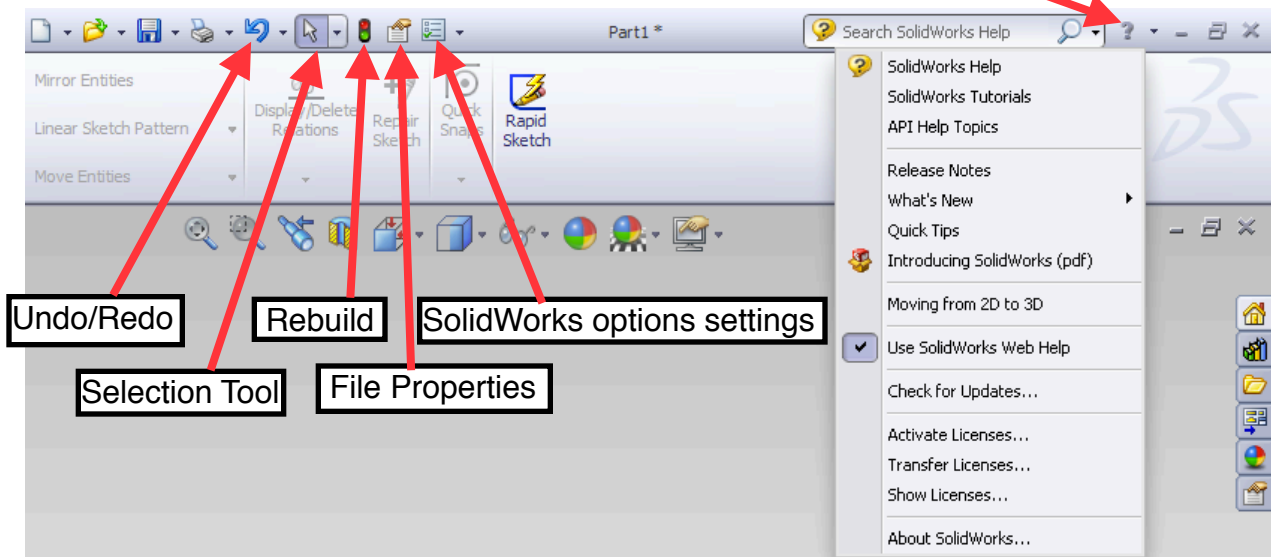 Part1 *
Search SolidWorks Help
?
Mirror Entities
Linear Sketch Pattern
Move Entities
Display/Delete
Relations
Repair
Sketch
Quick
Snaps
Rapid
Sketch
SolidWorks Help
SolidWorks Tutorials
API Help Topics
Release Notes
What's New
Quick Tips
Introducing SolidWorks (pdf)
Moving from 2D to 3D
Use SolidWorks Web Help
Check for Updates...
Activate Licenses...
Transfer Licenses...
Show Licenses...
About SolidWorks...
Undo/Redo
Rebuild
SolidWorks options settings
Selection Tool
File Properties